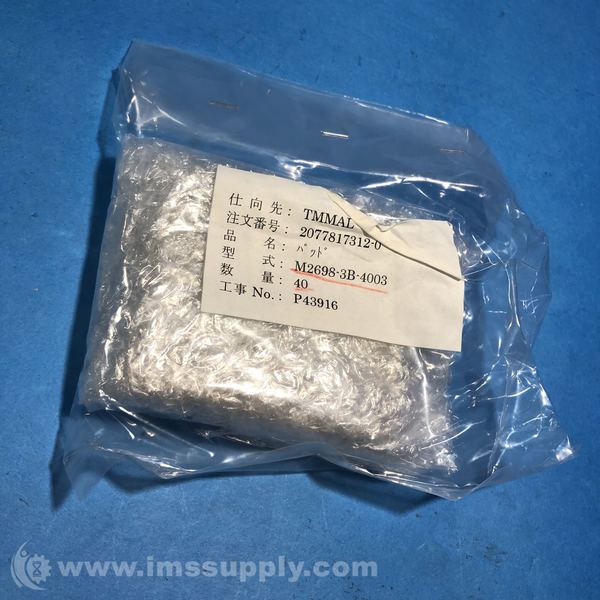 仕向先： TMMAL
注文番号： 2077817312-0
品名： ﾊﾟｯﾄﾞ
型式： M2698-3B-4003
数量： 40
工事 No.： P43916
www.imssupply.com